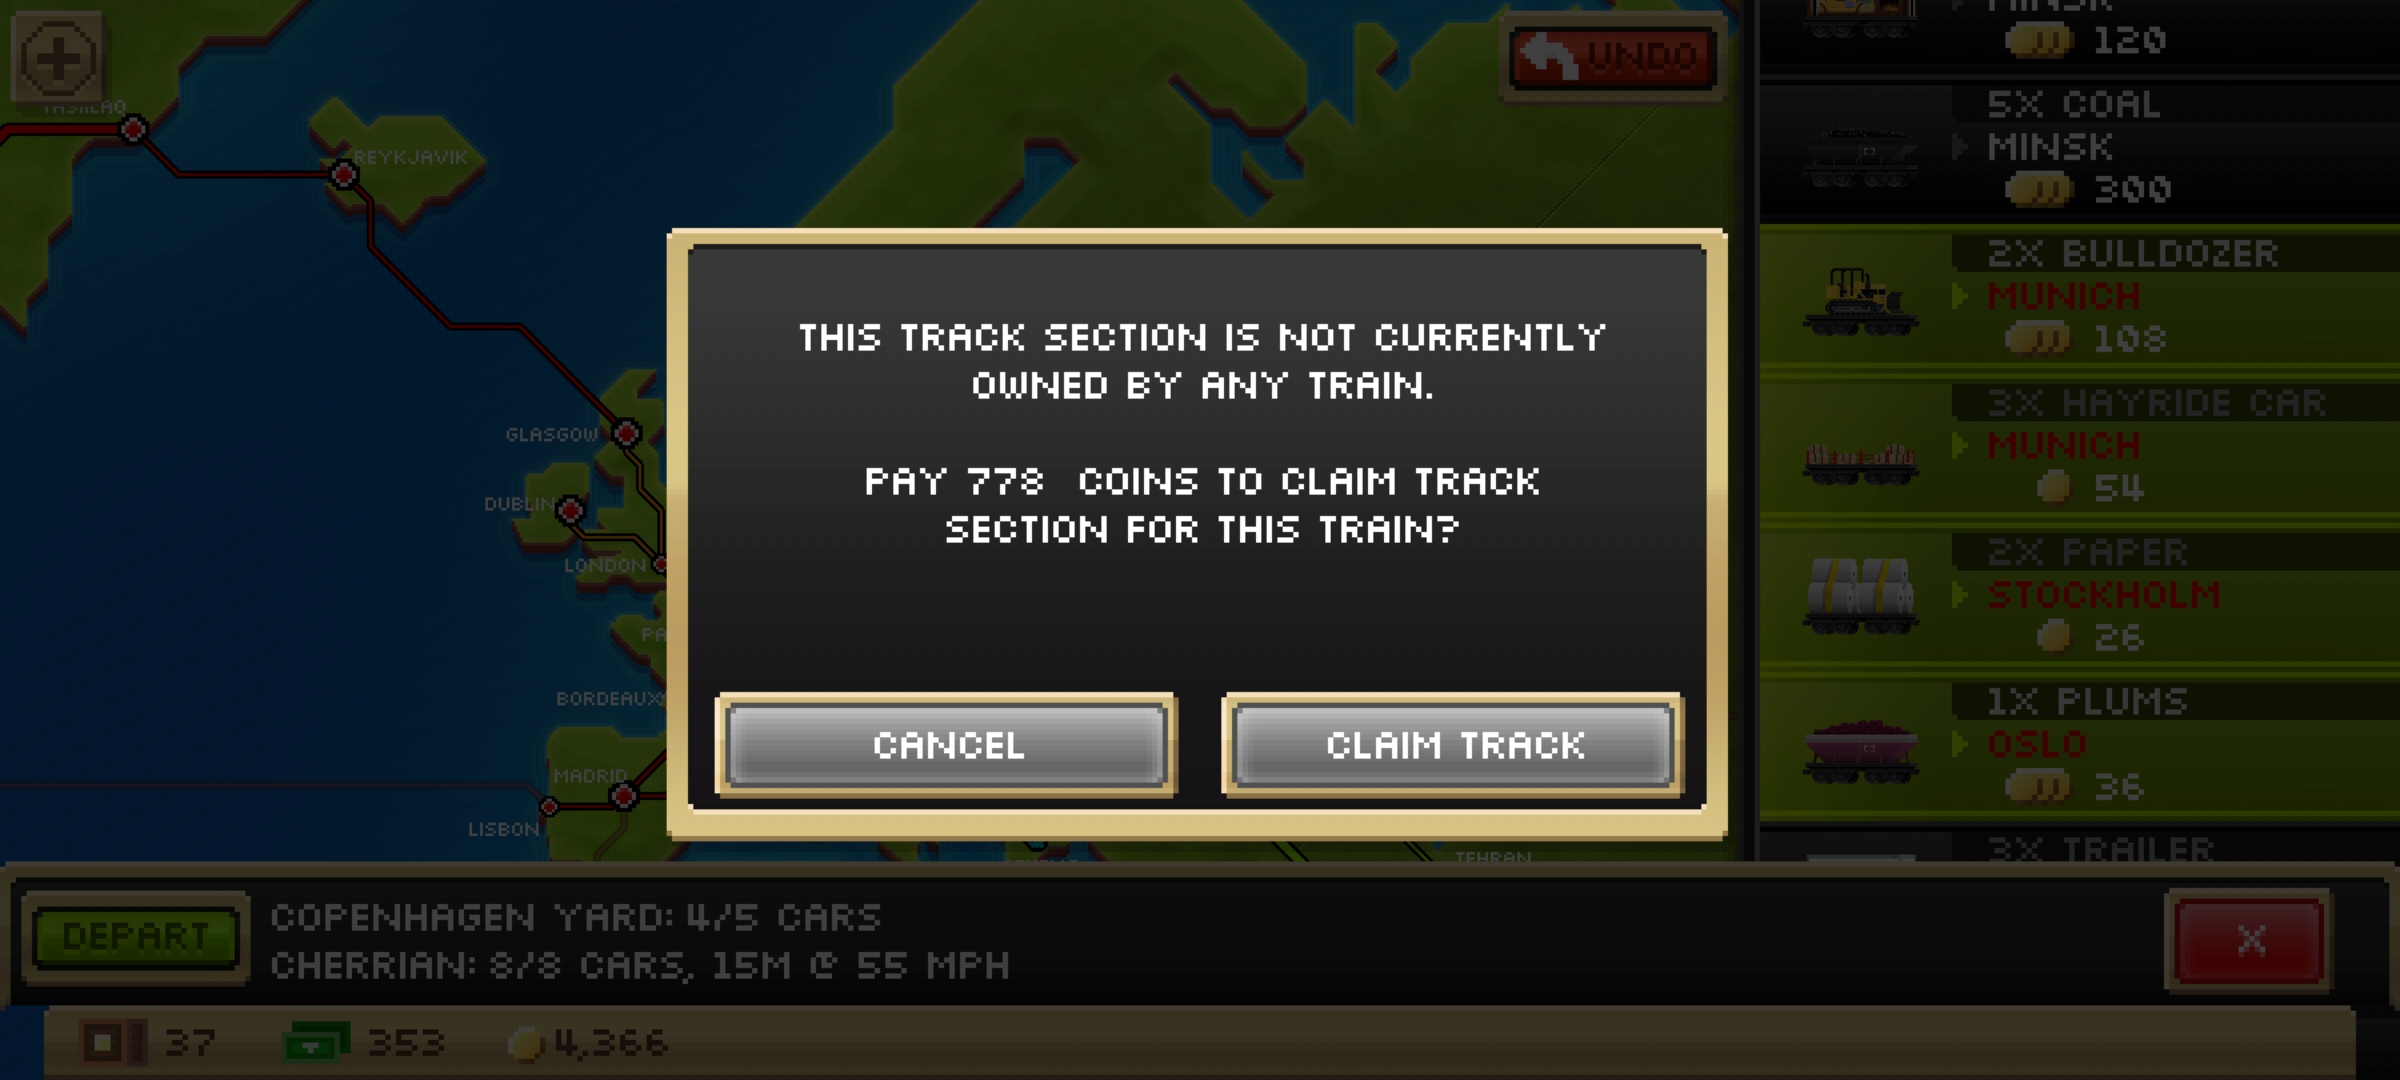 TASIILAQ
REYKJAVIK
GLASGOW
DUBLIN
LONDON
PA
BORDEAUX
MADRID
LISBON
TEHRAN
UNDO
THIS TRACK SECTION IS NOT CURRENTLY
OWNED BY ANY TRAIN.
PAY 778 COINS TO CLAIM TRACK
SECTION FOR THIS TRAIN?
CANCEL
CLAIM TRACK
MINSK
120
5X COAL
MINSK
300
2X BULLDOZER
MUNICH
108
3X HAYRIDE CAR
MUNICH
54
2X PAPER
STOCKHOLM
26
1X PLUMS
OSLO
36
3X TRAILER
DEPART
COPENHAGEN YARD: 4/5 CARS
CHERRIAN: 8/8 CARS, 15M @ 55 MPH
X
37
353
4,366